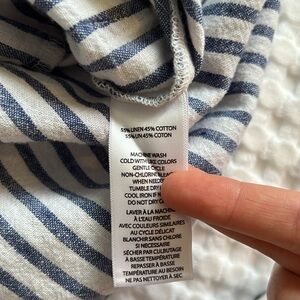 55% LINEN 45% COTTON
55% LIN 45% COTON
MACHINE WASH
COLD WITH LIKE COLORS
GENTLE CYCLE
NON-CHLORINE BLEACH
WHEN NEEDED
TUMBLE DRY
COOL IRON IF
DO NOT DRY
LAVER À LA MACHINE
À L'EAU FROIDE
AVEC COULEURS SIMILAIRES
AU CYCLE DÉLICAT
BLANCHIR SANS CHLORE
SI NECESSAIRE
SÉCHER PAR CULBUTAGE
À BASSE TEMPÉRATURE
REPASSER À BASSE
TEMPÉRATURE AU BESOIN
NE PAS NETTOYER À SEC